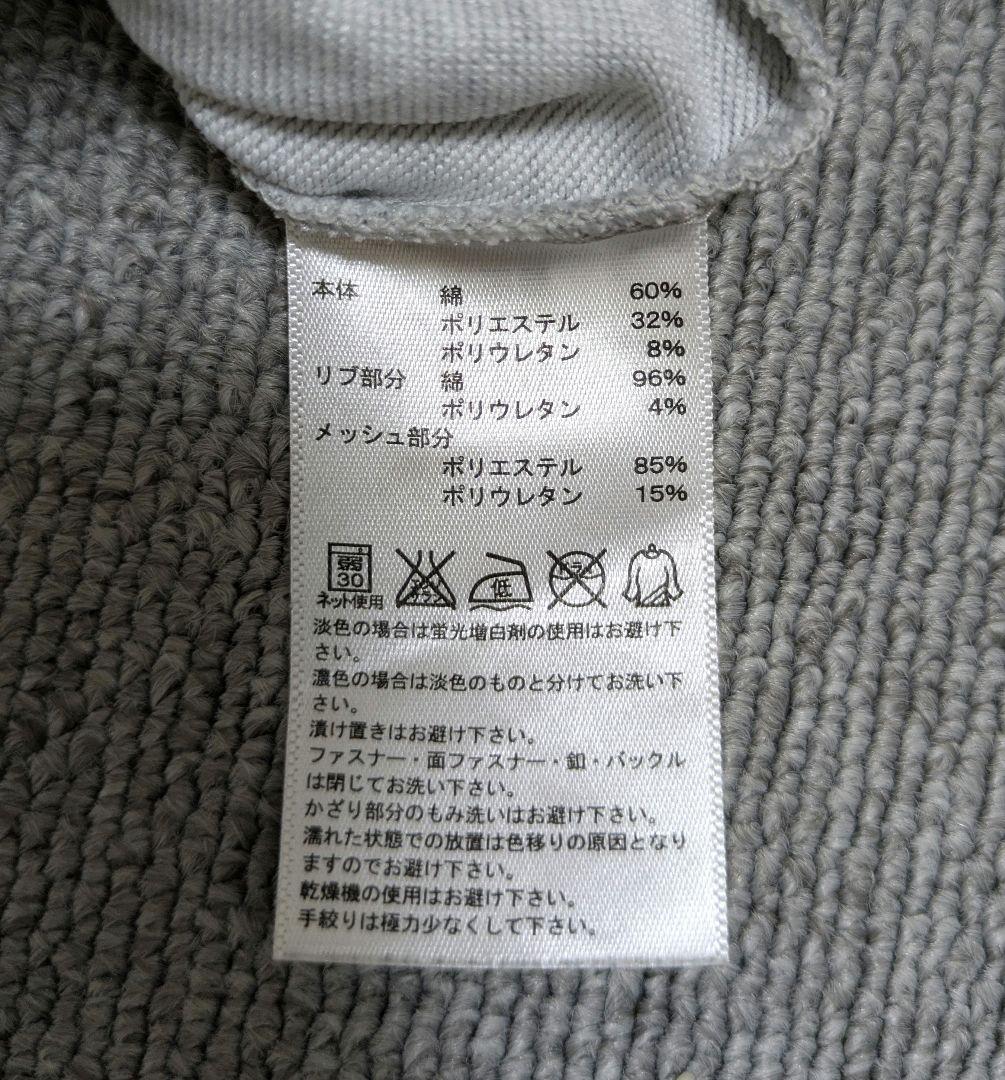 本体 綿 60%
ポリエステル 32%
ポリウレタン 8%
リブ部分 綿 96%
ポリウレタン 4%
メッシュ部分
ポリエステル 85%
ポリウレタン 15%
弱
30
ネット使用
エンソサラシ
低
ドライ
淡色の場合は蛍光増白剤の使用はお避け下
さい。
濃色の場合は淡色のものと分けてお洗い下
さい。
漬け置きはお避け下さい。
ファスナー・面ファスナー・釦・バックル
は閉じてお洗い下さい。
かざり部分のもみ洗いはお避け下さい。
濡れた状態での放置は色移りの原因となり
ますのでお避け下さい。
乾燥機の使用はお避け下さい。
手絞りは極力少なくして下さい。